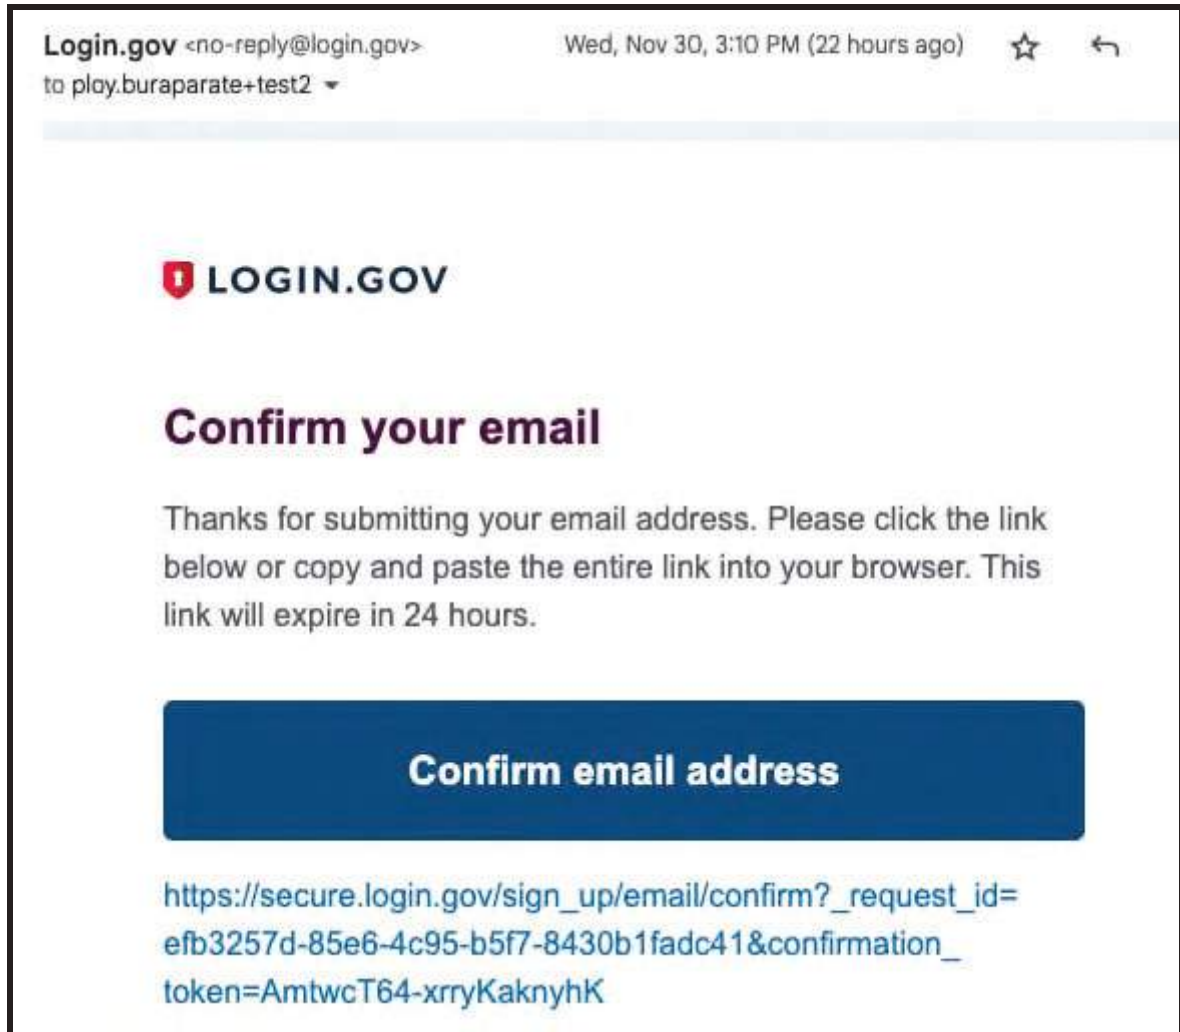 Login.gov <no-reply@login.gov> Wed, Nov 30, 3:10 PM (22 hours ago)
to ploy.buraparate+test2
LOGIN.GOV
Confirm your email
Thanks for submitting your email address. Please click the link
below or copy and paste the entire link into your browser. This
link will expire in 24 hours.
Confirm email address
https://secure.login.gov/sign_up/email/confirm?_request_id=
efb3257d-85e6-4c95-b5f7-8430b1fadc41&confirmation_
token=AmtwcT64-xrryKaknyhK